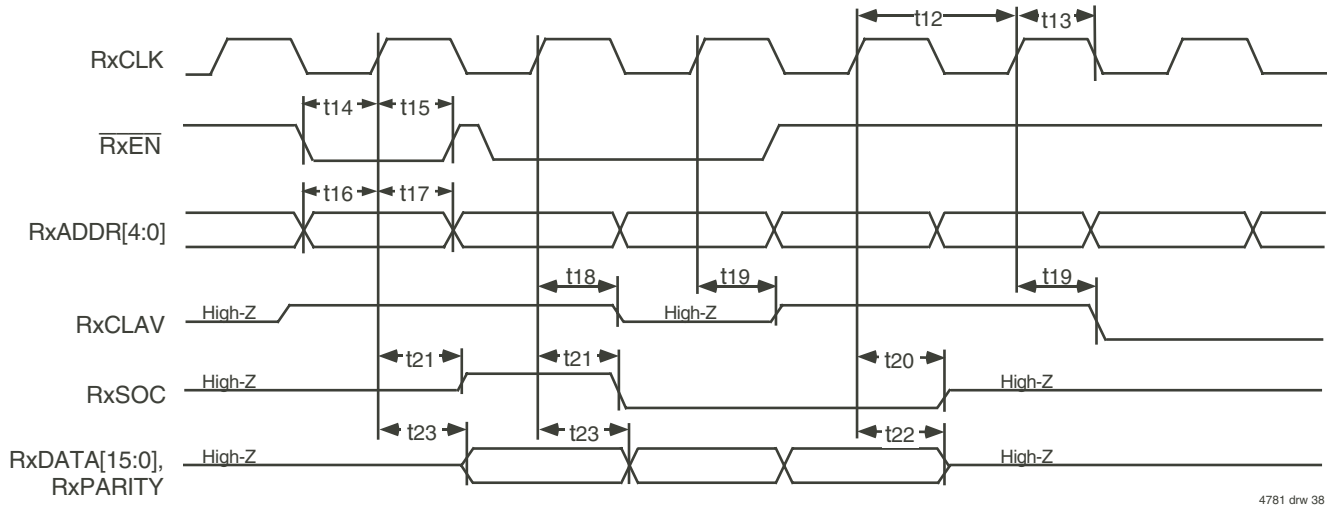 t12
t13
RxCLK
t14
t15
RxEN
t16
t17
RxADDR[4:0]
t18
t19
t19
High-Z
High-Z
RxCLAV
t21
t21
t20
High-Z
High-Z
RxSOC
t23
t23
t22
RxDATA[15:0],
RxPARITY
High-Z
High-Z
4781 drw 38